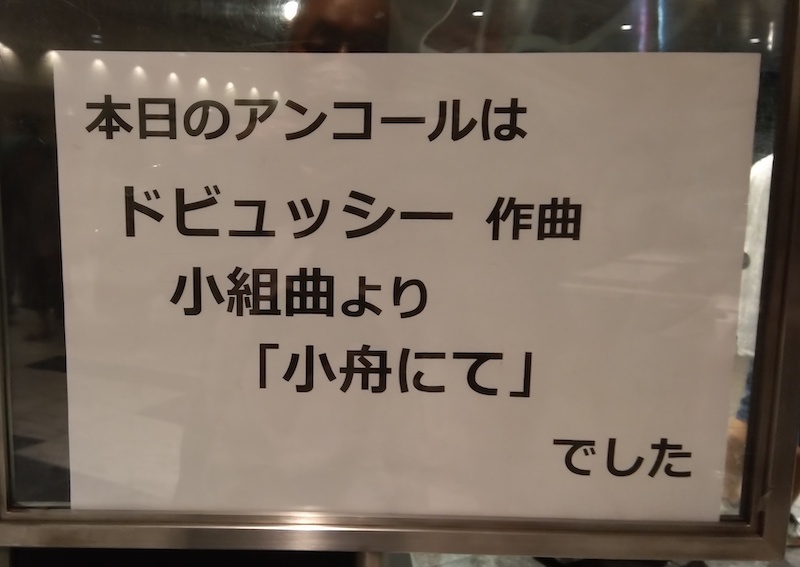 本日のアンコールは
ドビュッシー 作曲
小組曲より
「小舟にて」
でした